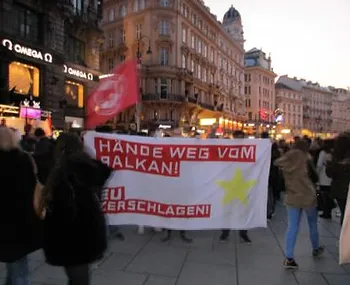 Ω OMEGA Ω
Ω OMEGA
HÄNDE WEG VOM
BALKAN!
EU
ZERSCHLAGEN!